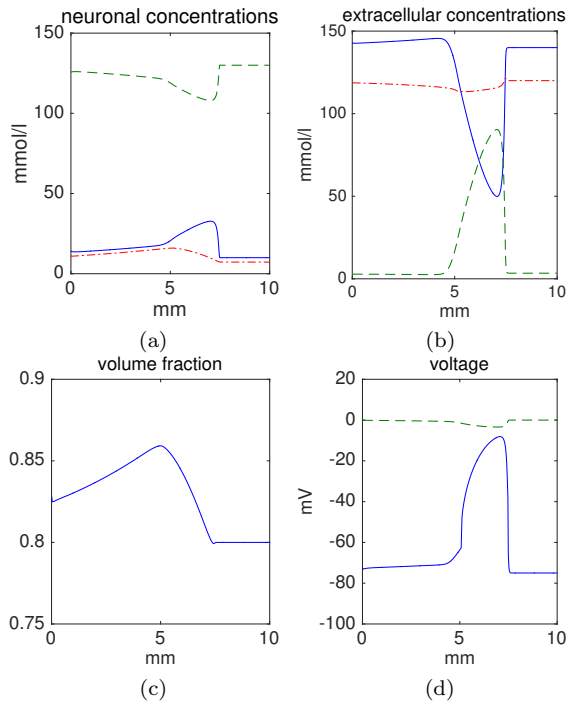 neuronal concentrations
150
100
50
0
mmol/l
0 5 10
mm
(a)
extracellular concentrations
150
100
50
0
mmol/l
0 5 10
mm
(b)
volume fraction
0.9
0.85
0.8
0.75
0 5 10
mm
(c)
voltage
20
0
-20
-40
-60
-80
-100
mV
0 5 10
mm
(d)